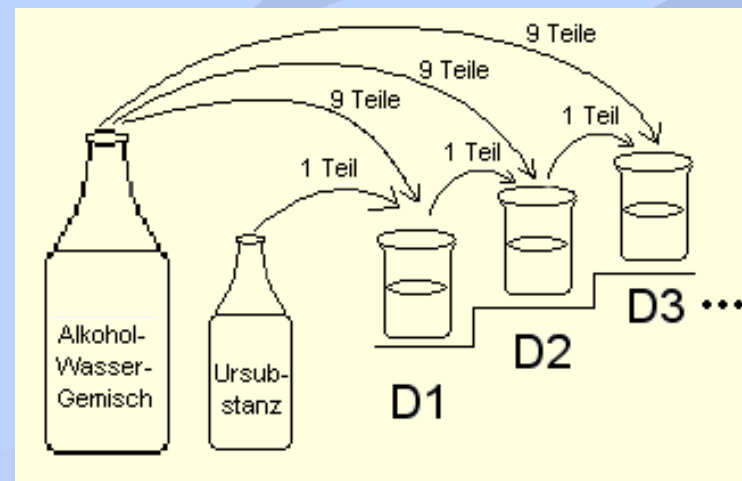 9 Teile
9 Teile
9 Teile
1 Teil
1 Teil
1 Teil
Alkohol-
Wasser-
Gemisch
Ursub-
stanz
D1
D2
D3 •••